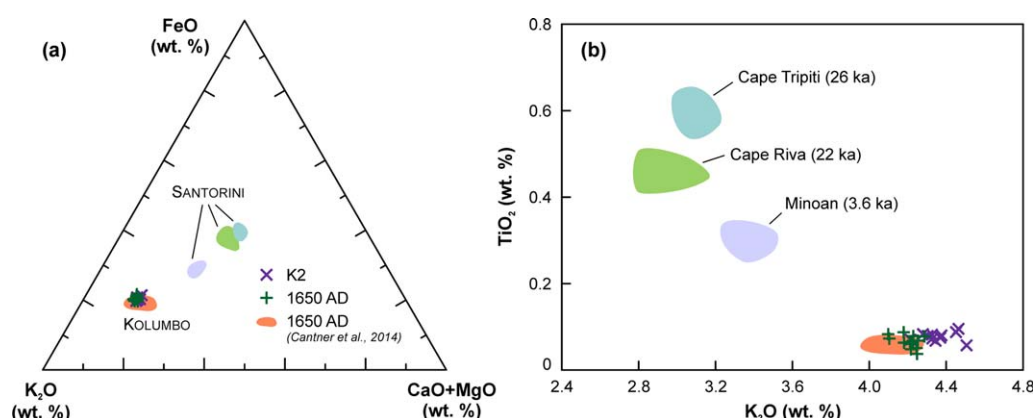 (a)
FeO
(wt. %)
SANTORINI
K2
1650 AD
1650 AD
(Cantner et al., 2014)
KOLUMBO
K₂O
(wt. %)
CaO+MgO
(wt. %)
(b)
0.8
0.6
0.4
0.2
0
TiO₂ (wt. %)
Cape Tripiti (26 ka)
Cape Riva (22 ka)
Minoan (3.6 ka)
2.4
2.8
3.2
3.6
4.0
4.4
4.8
K₂O (wt. %)